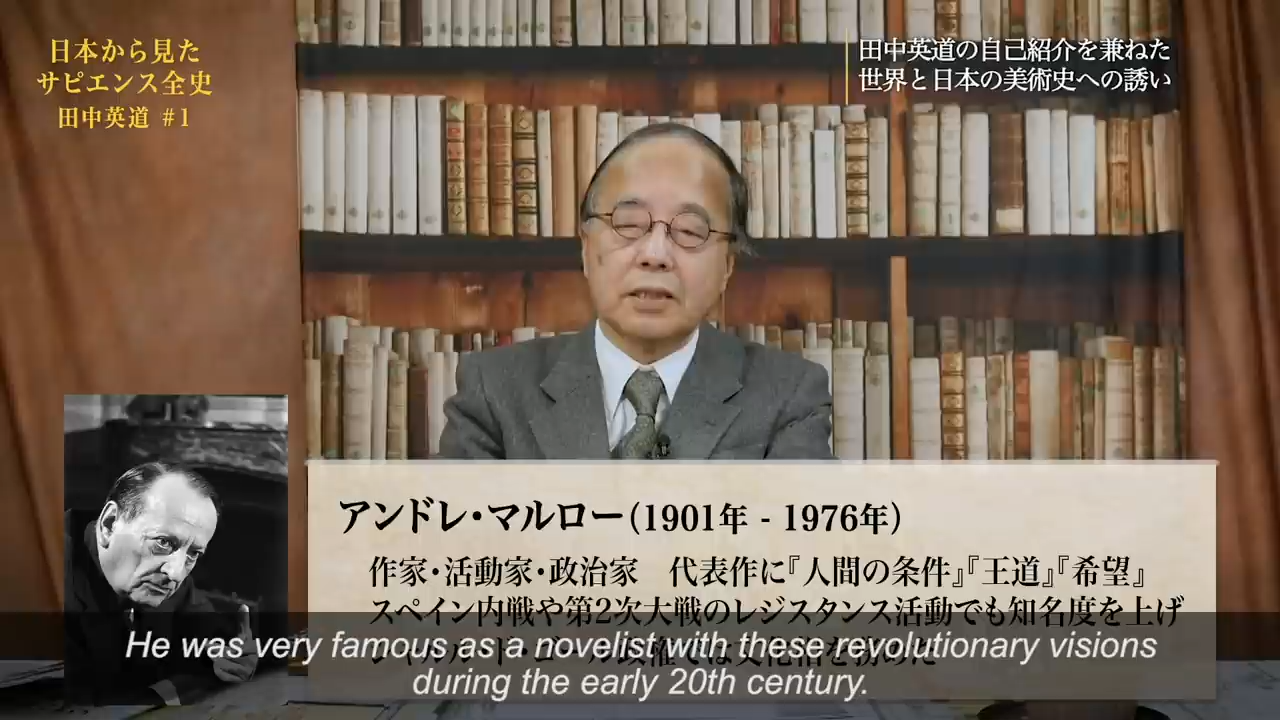 日本から見た
サピエンス全史
田中英道 #1
田中英道の自己紹介を兼ねた
世界と日本の美術史への誘い
アンドレ・マルロー(1901年 - 1976年)
作家・活動家・政治家 代表作に『人間の条件』『王道』『希望』
スペイン内戦や第2次大戦のレジスタンス活動でも知名度を上げ
He was very famous as a novelist with these revolutionary visions
during the early 20th century.